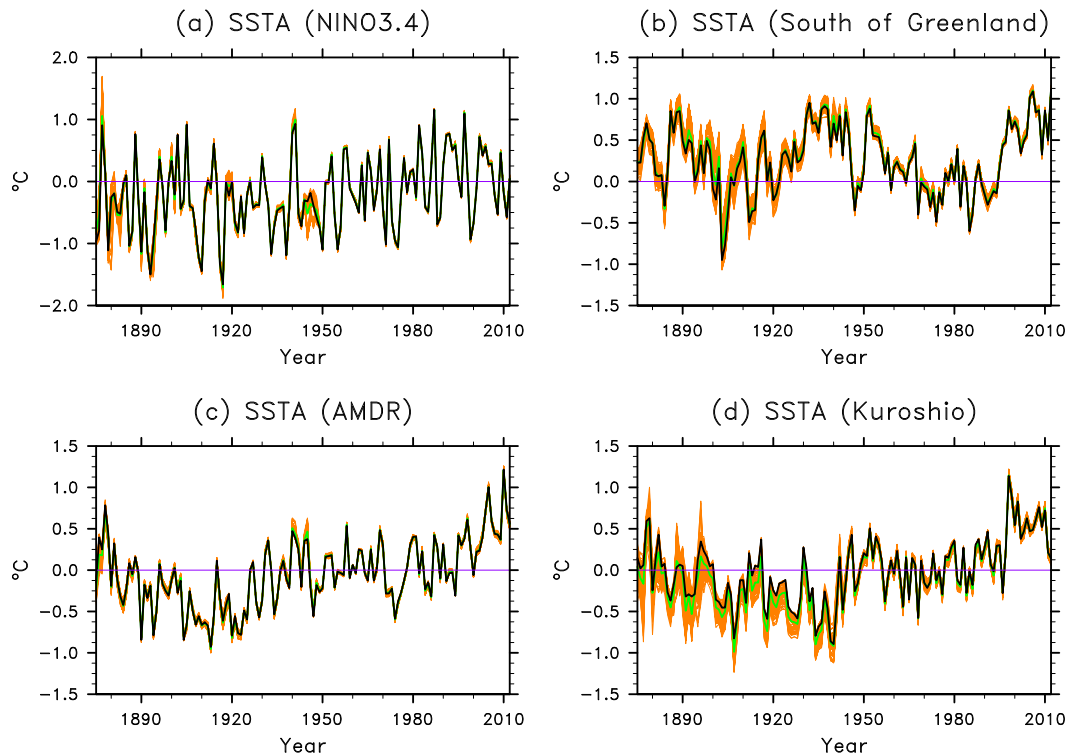 (a) SSTA (NINO3.4)
2.0
1.0
0.0
−1.0
−2.0
°C
1890 1920 1950 1980 2010
Year
(b) SSTA (South of Greenland)
1.5
1.0
0.5
0.0
−0.5
−1.0
−1.5
°C
1890 1920 1950 1980 2010
Year
(c) SSTA (AMDR)
1.5
1.0
0.5
0.0
−0.5
−1.0
−1.5
°C
1890 1920 1950 1980 2010
Year
(d) SSTA (Kuroshio)
1.5
1.0
0.5
0.0
−0.5
−1.0
−1.5
°C
1890 1920 1950 1980 2010
Year